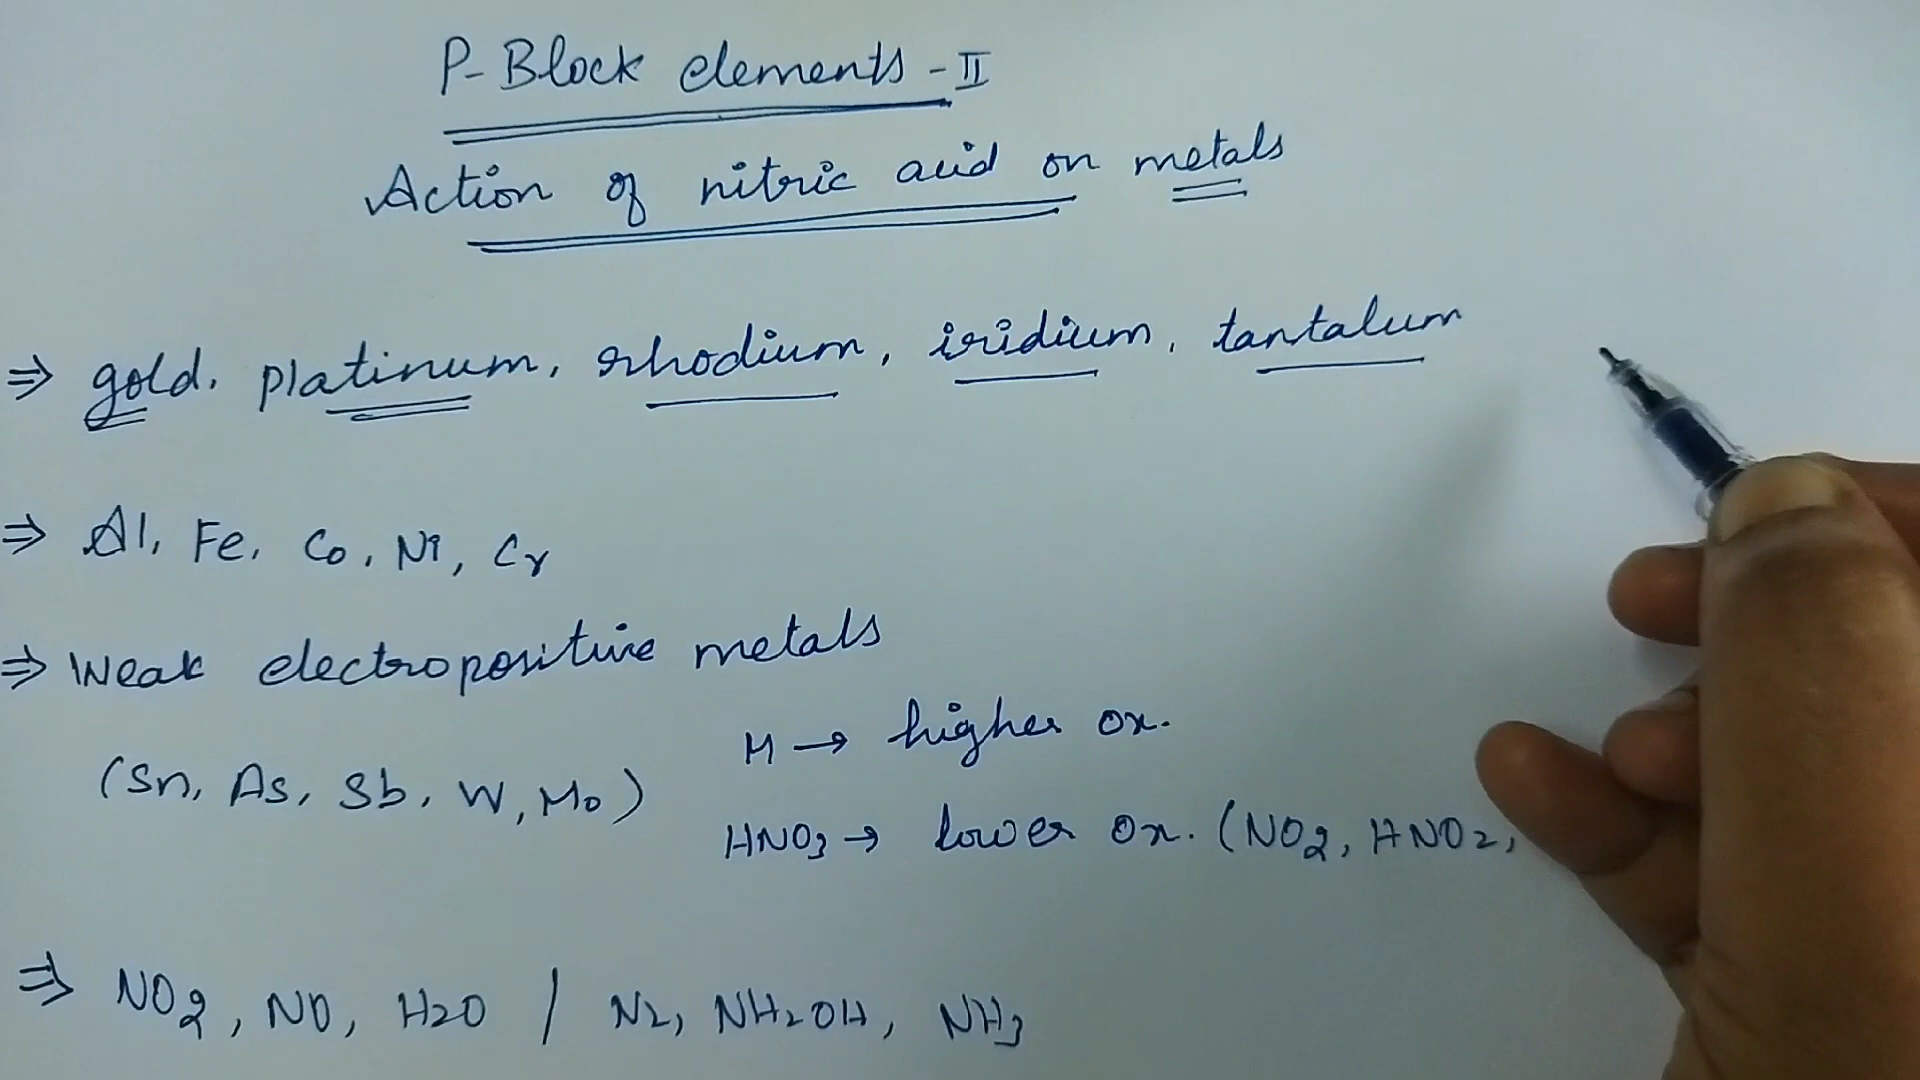 P-Block elements - II
Action of nitric acid on metals
⇒ gold, platinum, rhodium, iridium, tantalum
⇒ Al, Fe, Co, Ni, Cr
⇒ Weak electropositive metals
(Sn, As, Sb, W, Mo)
M → higher ox.
HNO3 → lower ox. (NO2, HNO2,
⇒ NO2, NO, H2O / N2, NH2OH, NH3